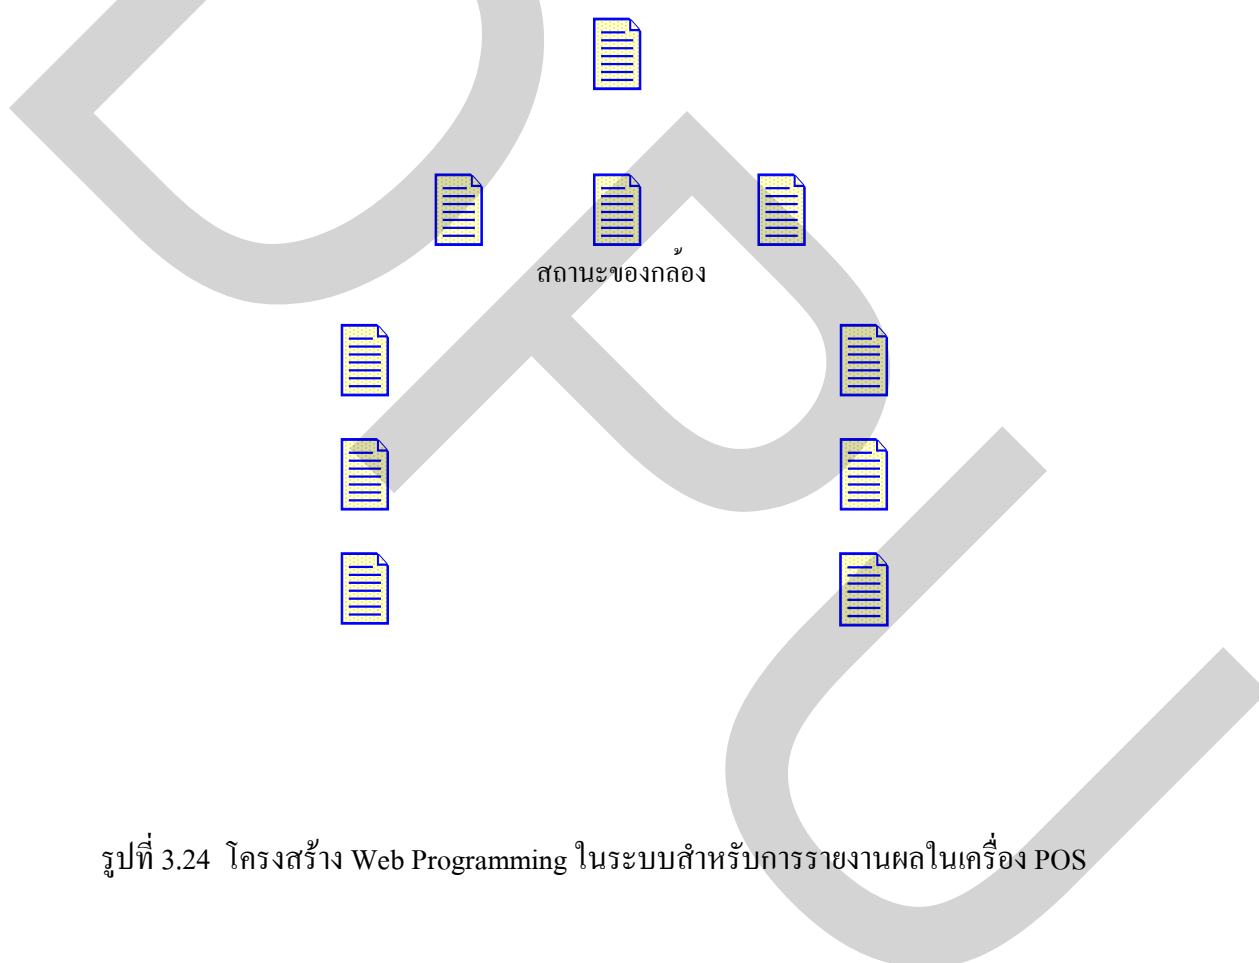 สถานะของกล้อง
รูปที่ 3.24 โครงสร้าง Web Programming ในระบบสำหรับการรายงานผลในเครื่อง POS
DPU